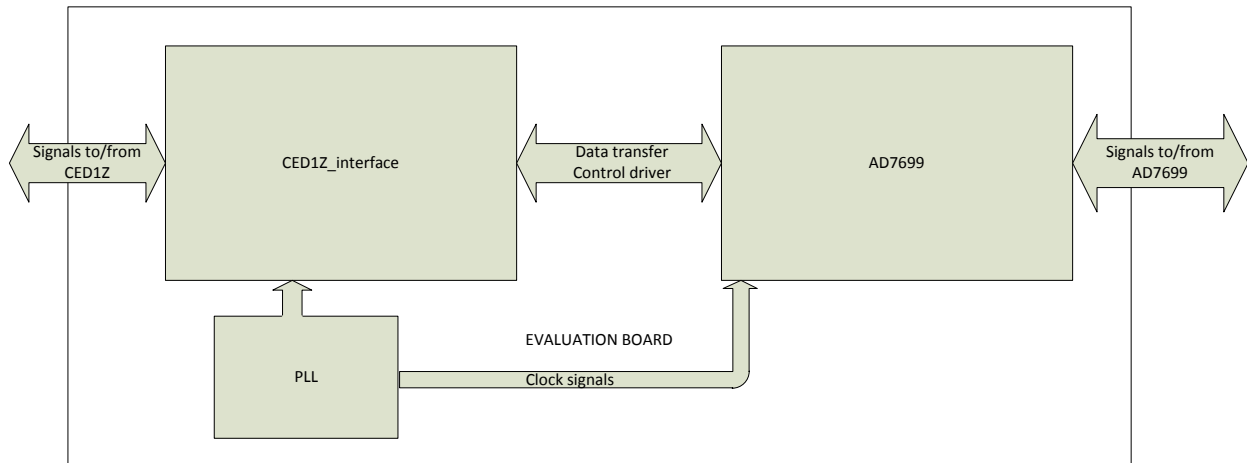 Signals to/from
CED1Z
CED1Z_interface
Data transfer
Control driver
AD7699
Signals to/from
AD7699
EVALUATION BOARD
PLL
Clock signals